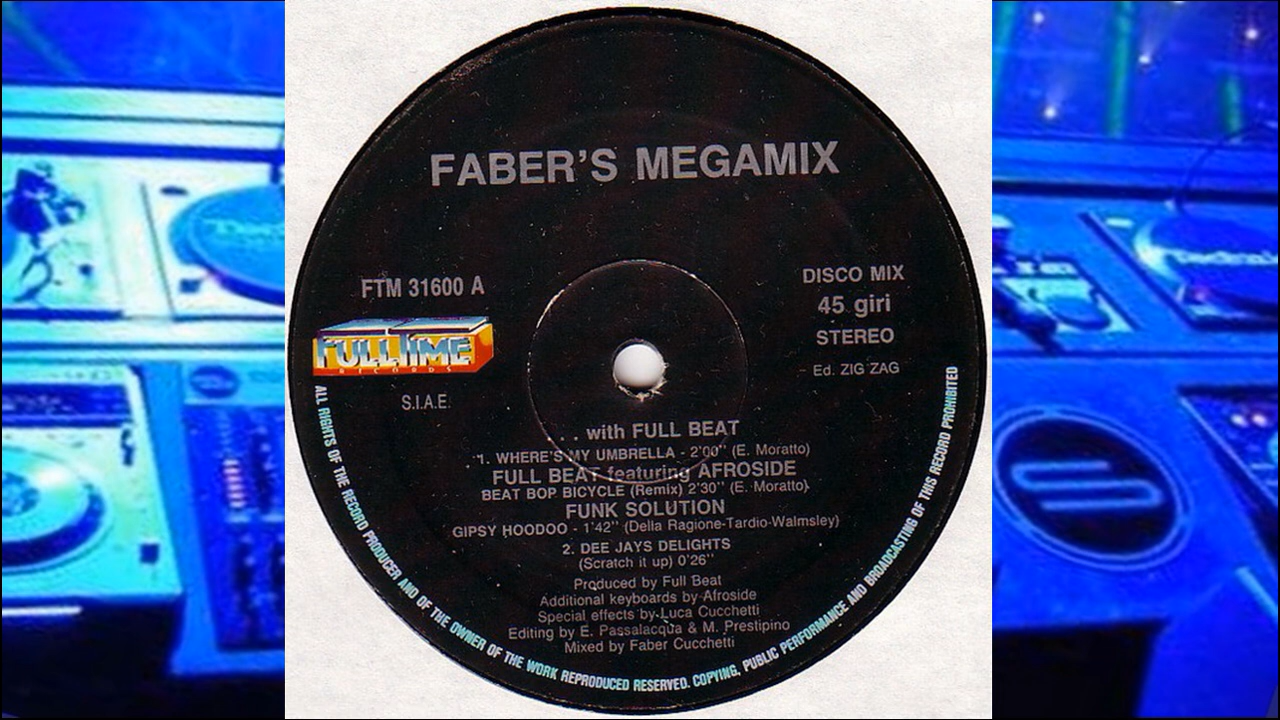 FABER'S MEGAMIX
FTM 31600 A
FULLTIME
RECORDS
S.I.A.E.
DISCO MIX
45 giri
STEREO
Ed. ZIG ZAG
. . with FULL BEAT
1. WHERE'S MY UMBRELLA - 2'00'' (E. Moratto)
FULL BEAT featuring AFROSIDE
BEAT BOP BICYCLE (Remix) 2'30'' (E. Moratto)
FUNK SOLUTION
GIPSY HOODOO - 1'42'' (Della Ragione-Tardio-Walmsley)
2. DEE JAYS DELIGHTS
(Scratch it up) 0'26''
Produced by Full Beat
Additional keyboards by Afroside
Special effects by Luca Cucchetti
Editing by E. Passalacqua & M. Prestipino
Mixed by Faber Cucchetti
ALL RIGHTS OF THE RECORD PRODUCER AND OF THE OWNER OF THE WORK REPRODUCED RESERVED. COPYING, PUBLIC PERFORMANCE AND BROADCASTING OF THIS RECORD PROHIBITED
Technics